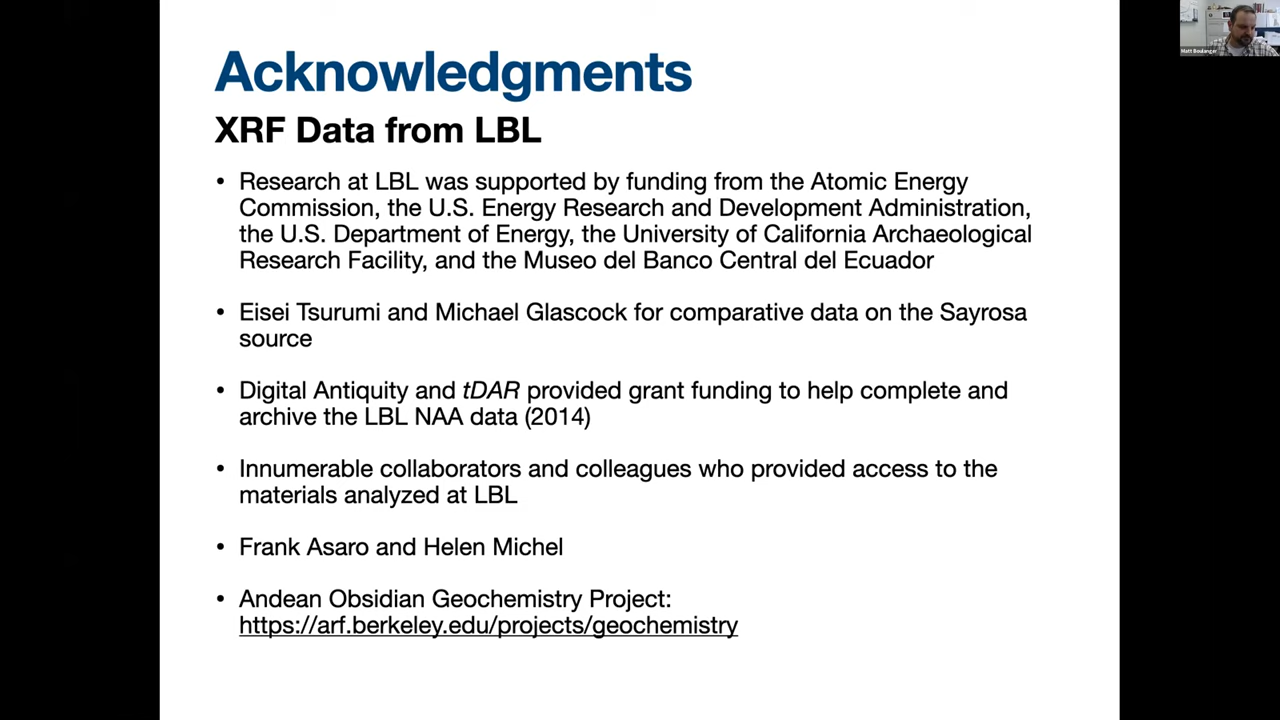 Acknowledgments
XRF Data from LBL
• Research at LBL was supported by funding from the Atomic Energy
Commission, the U.S. Energy Research and Development Administration,
the U.S. Department of Energy, the University of California Archaeological
Research Facility, and the Museo del Banco Central del Ecuador
• Eisei Tsurumi and Michael Glascock for comparative data on the Sayrosa
source
• Digital Antiquity and tDAR provided grant funding to help complete and
archive the LBL NAA data (2014)
• Innumerable collaborators and colleagues who provided access to the
materials analyzed at LBL
• Frank Asaro and Helen Michel
• Andean Obsidian Geochemistry Project:
https://arf.berkeley.edu/projects/geochemistry
Matt Boulanger